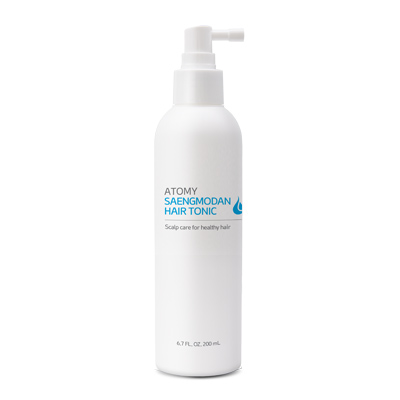 ATOMY
SAENGMODAN
HAIR TONIC
Scalp care for healthy hair
6.7 FL. OZ. 200 mL